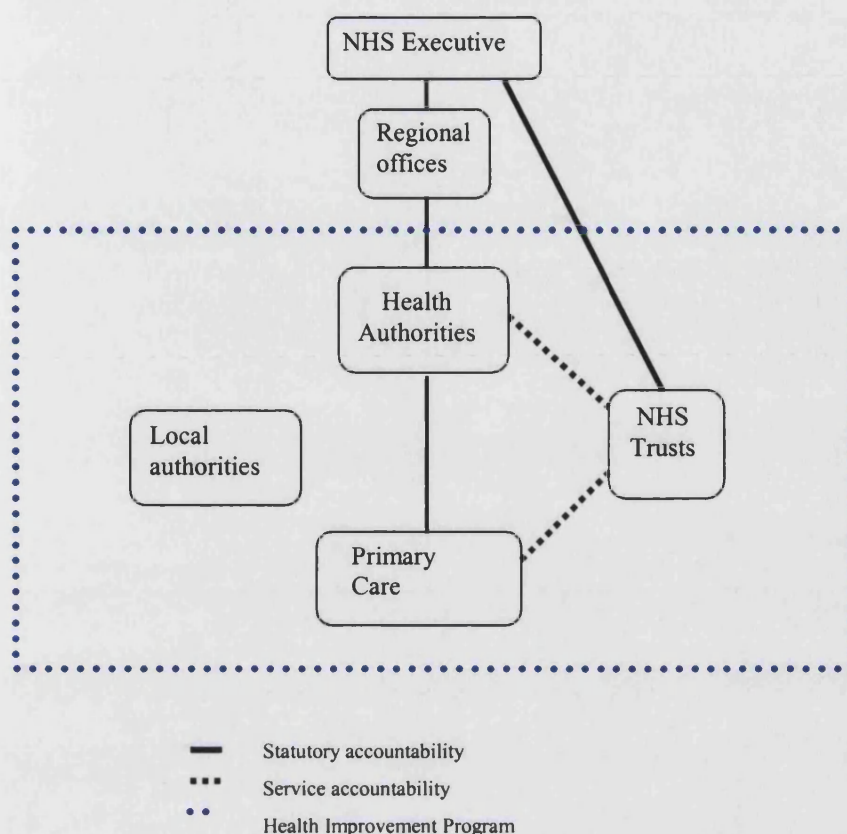 NHS Executive
Regional
offices
Health
Authorities
Local
authorities
NHS
Trusts
Primary
Care
Statutory accountability
Service accountability
Health Improvement Program